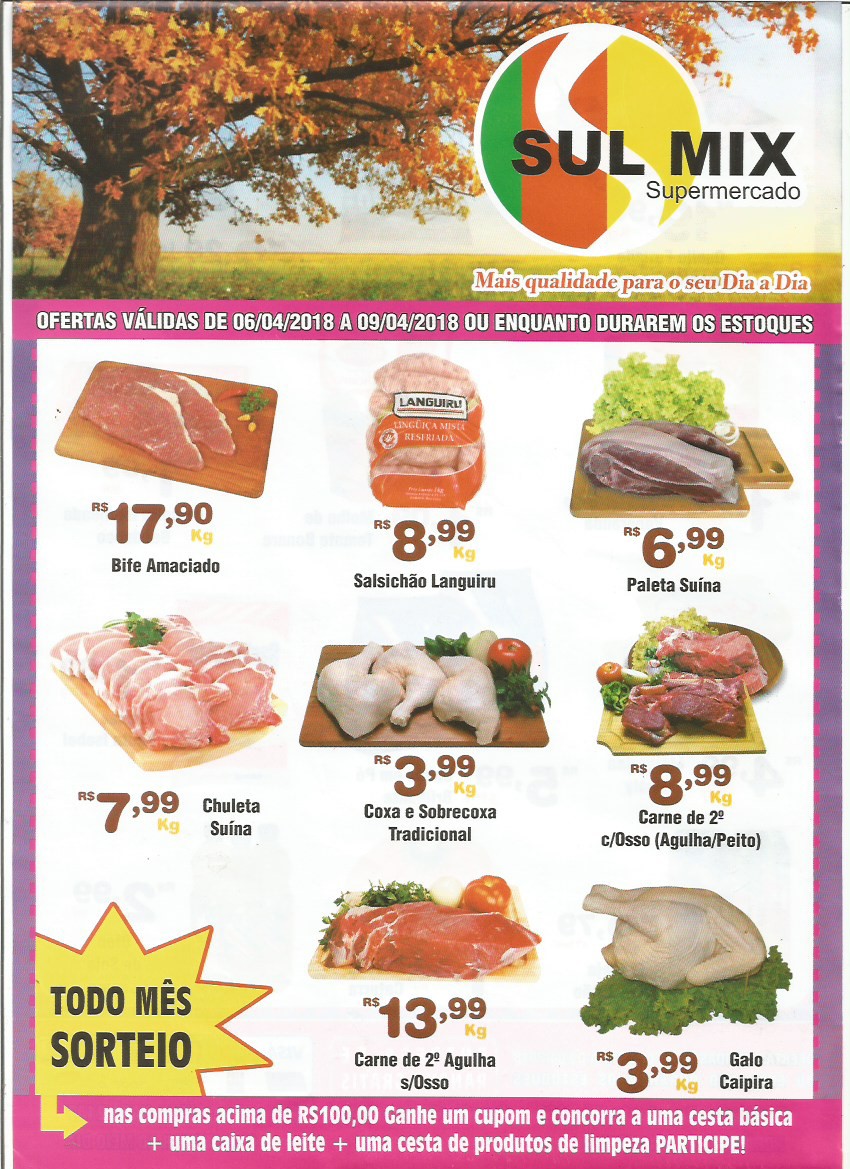 SUL MIX
Supermercado
Mais qualidade para o seu Dia a Dia
OFERTAS VÁLIDAS DE 06/04/2018 A 09/04/2018 OU ENQUANTO DURAREM OS ESTOQUES
R$ 17,90 Kg
Bife Amaciado
LANGUIRU
LINGÜIÇA MISTA
RESFRIADA
R$ 8,99 Kg
Salsichão Languiru
R$ 6,99 Kg
Paleta Suína
R$ 7,99 Kg
Chuleta
Suína
R$ 3,99 Kg
Coxa e Sobrecoxa
Tradicional
R$ 8,99 Kg
Carne de 2º
c/Osso (Agulha/Peito)
R$ 13,99 Kg
Carne de 2º Agulha
s/Osso
R$ 3,99 Kg
Galo
Caipira
TODO MÊS
SORTEIO
nas compras acima de RS100,00 Ganhe um cupom e concorra a uma cesta básica
+ uma caixa de leite + uma cesta de produtos de limpeza PARTICIPE!